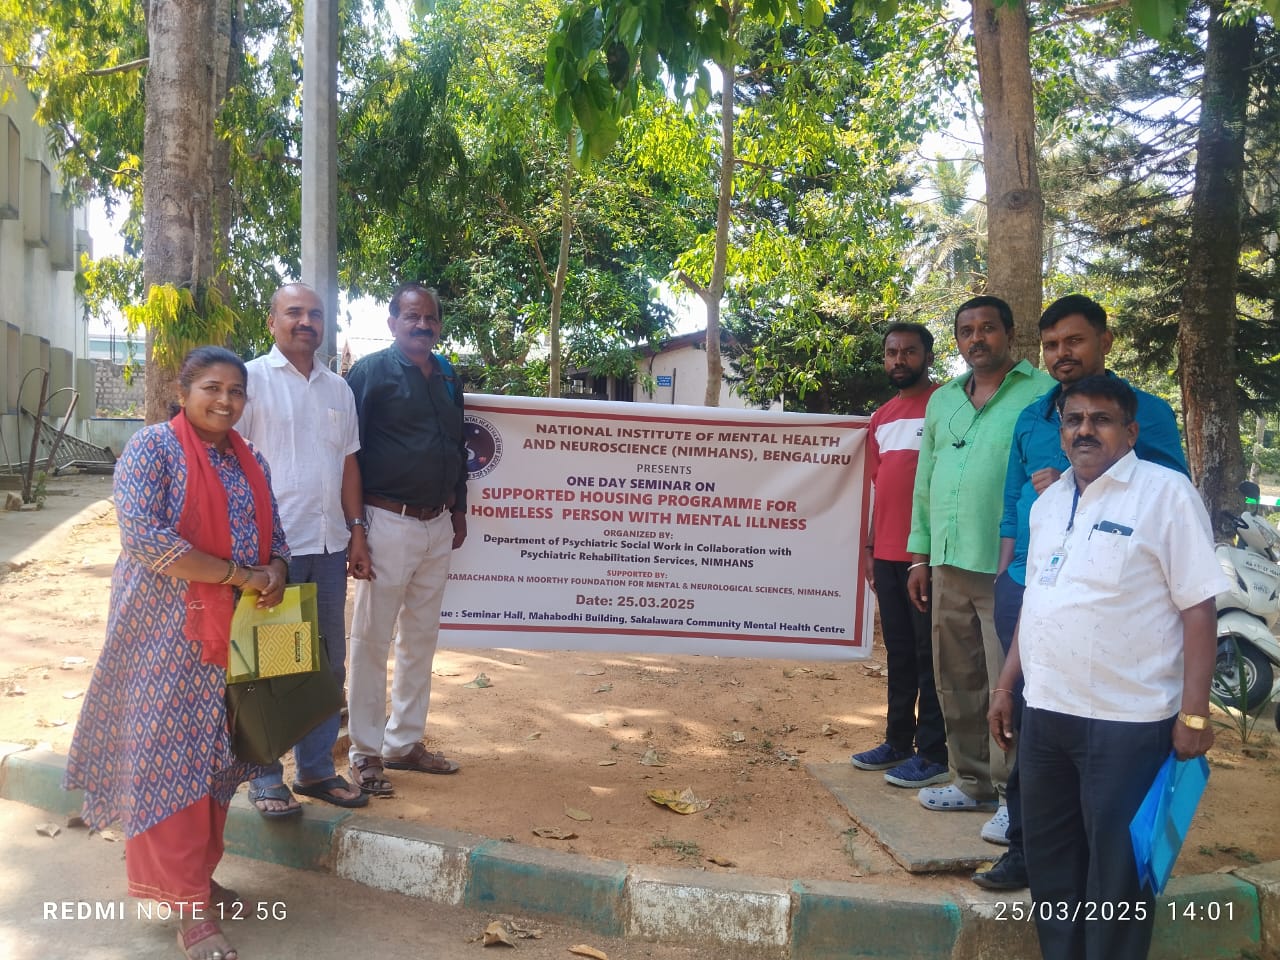 NATIONAL INSTITUTE OF MENTAL HEALTH
AND NEUROSCIENCE (NIMHANS), BENGALURU
PRESENTS
ONE DAY SEMINAR ON
SUPPORTED HOUSING PROGRAMME FOR
HOMELESS PERSON WITH MENTAL ILLNESS
ORGANIZED BY:
Department of Psychiatric Social Work in Collaboration with
Psychiatric Rehabilitation Services, NIMHANS
SUPPORTED BY:
RAMACHANDRA N MOORTHY FOUNDATION FOR MENTAL & NEUROLOGICAL SCIENCES, NIMHANS.
Date: 25.03.2025
ue : Seminar Hall, Mahabodhi Building, Sakalawara Community Mental Health Centre
REDMI NOTE 12 5G
25/03/2025 14:01